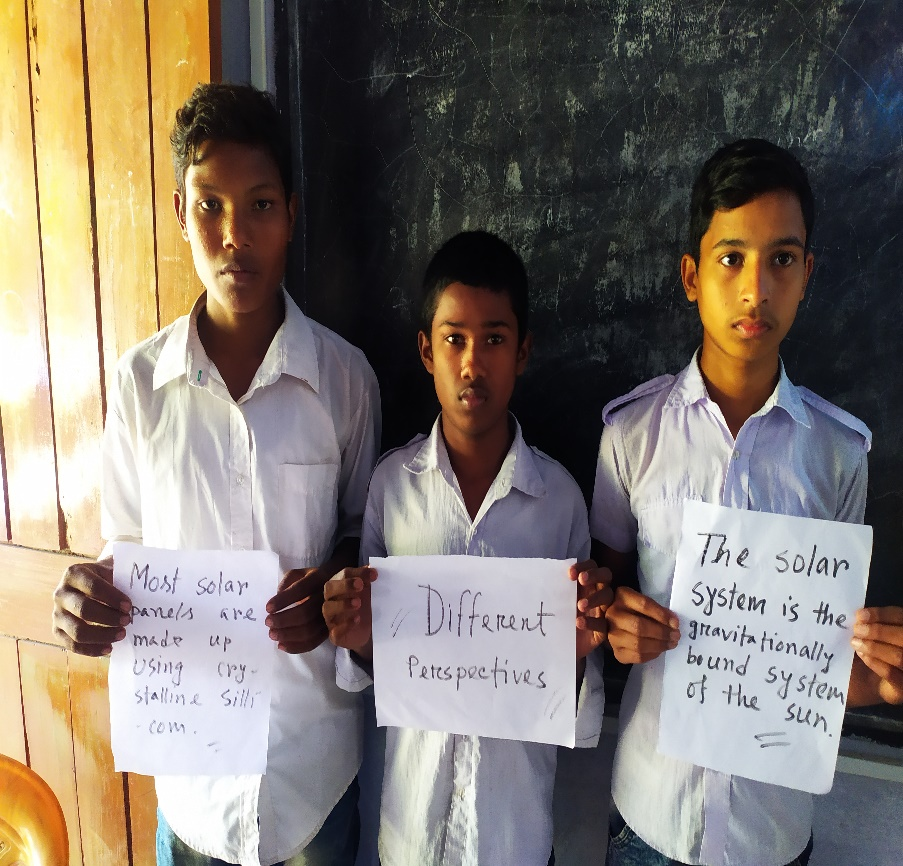 Most solar
panels are
made up
using cry-
stalline silli
-com.
Different
Perspectives
The solar
system is the
gravitationally
bound system
of the sun.